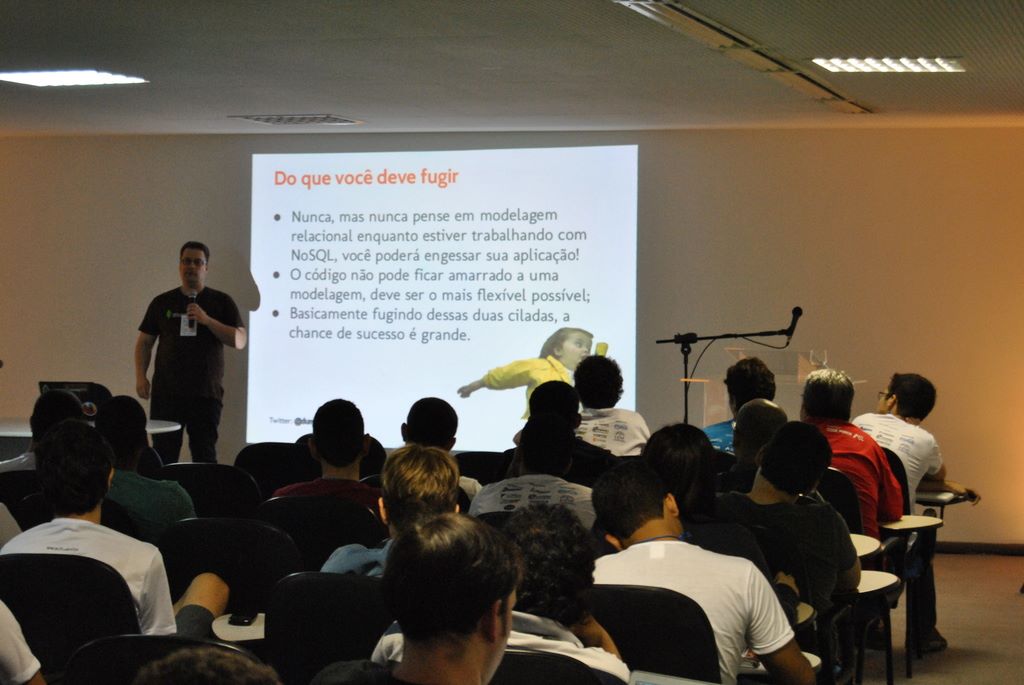 Do que você deve fugir
● Nunca, mas nunca pense em modelagem
relacional enquanto estiver trabalhando com
NoSQL, você poderá engessar sua aplicação!
● O código não pode ficar amarrado a uma
modelagem, deve ser o mais flexível possível;
● Basicamente fugindo dessas duas ciladas, a
chance de sucesso é grande.
Twitter: